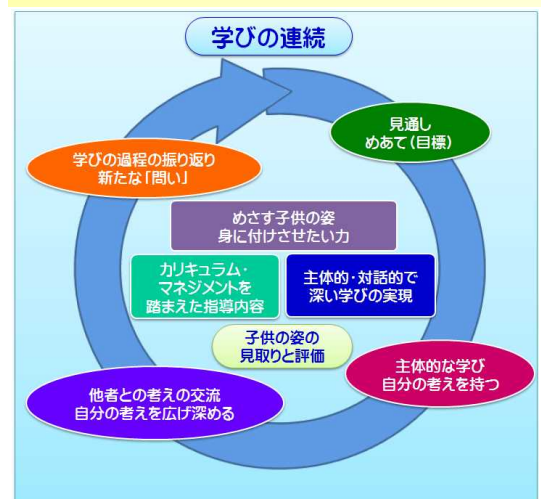 学びの連続
見通し
めあて(目標)
学びの過程の振り返り
新たな「問い」
めざす子供の姿
身に付けさせたい力
カリキュラム・
マネジメントを
踏まえた指導内容
主体的・対話的で
深い学びの実現
子供の姿の
見取りと評価
主体的な学び
自分の考えを持つ
他者との考えの交流
自分の考えを広げ深める